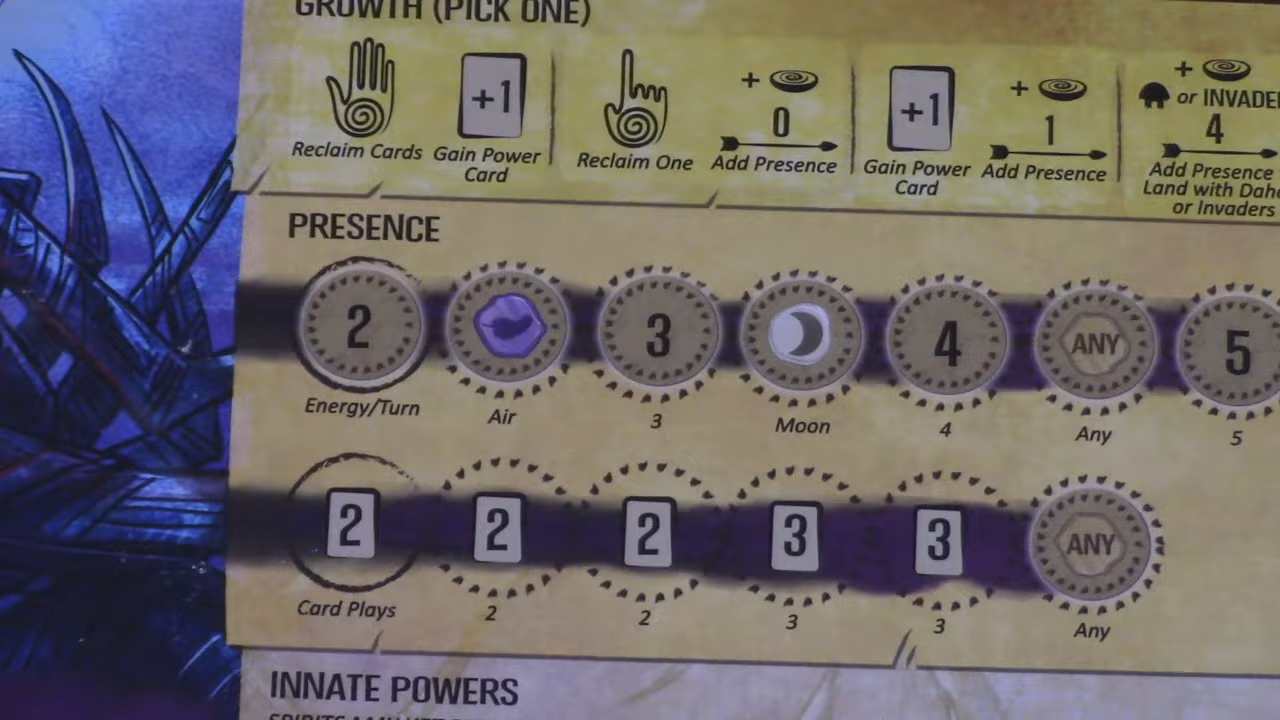 GROWTH (PICK ONE)
+1
+
0
+1
+
1
+
or
4
Reclaim Cards
Gain Power
Card
Reclaim One
Add Presence
Gain Power
Card
Add Presence
Add Presence
Land with
or Invaders
PRESENCE
2
3
4
ANY
5
Energy/Turn
Air
3
Moon
4
Any
5
2
2
2
3
3
ANY
Card Plays
2
2
3
3
Any
INNATE POWERS